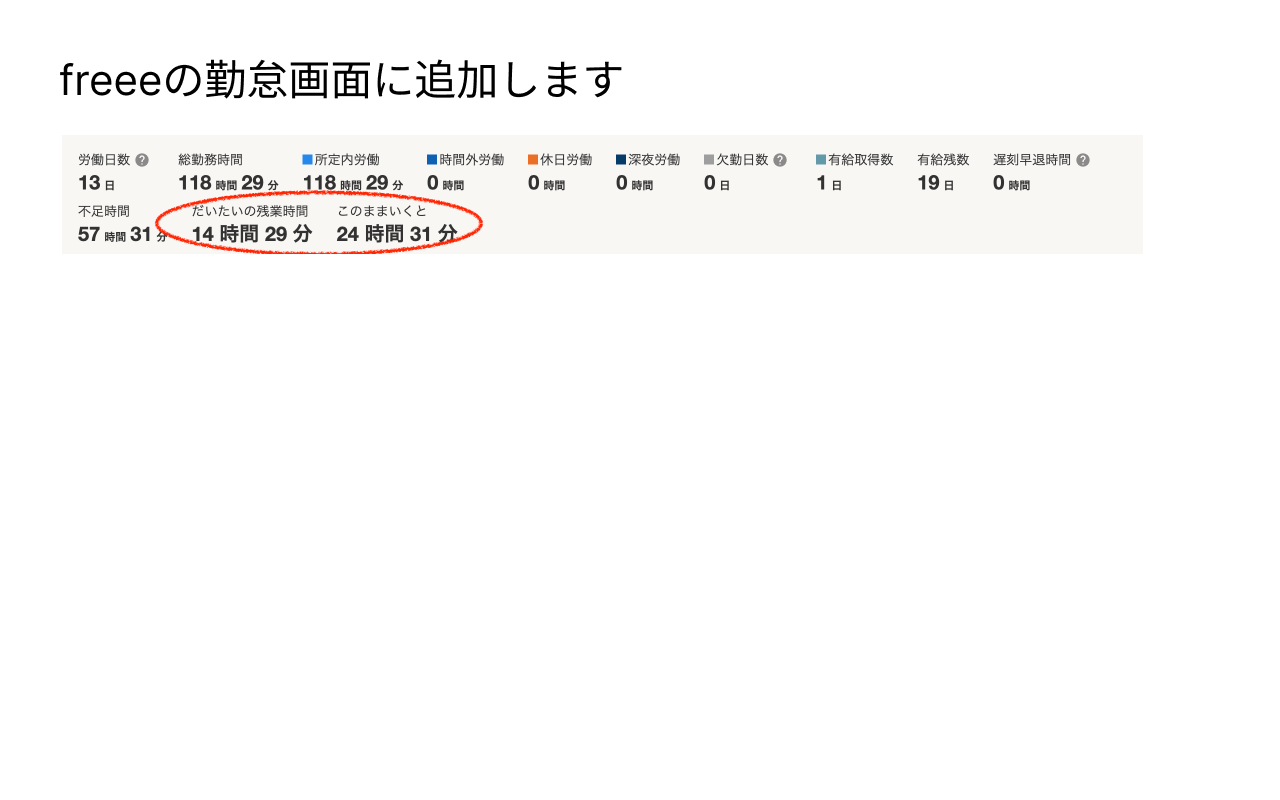 freeeの勤怠画面に追加します
労働日数 ? 総勤務時間 所定内労働 時間外労働 休日労働 深夜労働 欠勤日数 ? 有給取得数 有給残数 遅刻早退時間 ?
13 日 118 時間 29 分 118 時間 29 分 0 時間 0 時間 0 時間 0 日 1 日 19 日 0 時間
不足時間 だいたいの残業時間 このままいくと
57 時間 31 分 14 時間 29 分 24 時間 31 分